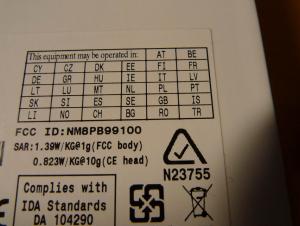 This equipment may be operated in: AT BE
CY CZ DK EE FI FR
DE GR HU IE IT LV
LT LU MT NL PL PT
SK SI ES SE GB IS
LI NO CH BG RO TR
FCC ID:NM8PB99100
SAR:1.39W/KG@1g(FCC body)
0.823W/KG@10g(CE head)
N23755
Complies with
IDA Standards
DA 104290